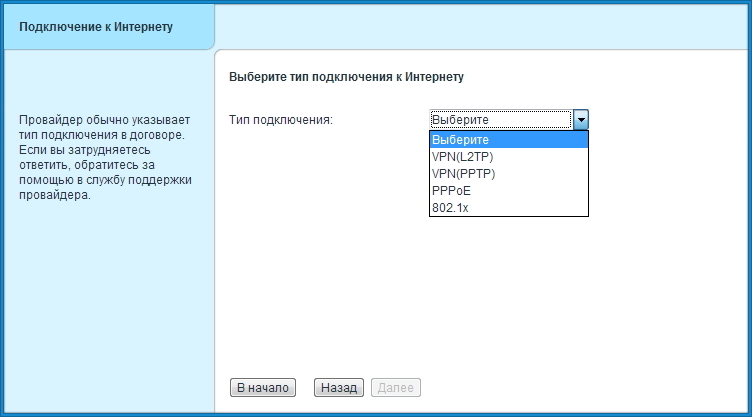 Подключение к Интернету
Провайдер обычно указывает
тип подключения в договоре.
Если вы затрудняетесь
ответить, обратитесь за
помощью в службу поддержки
провайдера.
Выберите тип подключения к Интернету
Тип подключения:
Выберите
Выберите
VPN(L2TP)
VPN(PPTP)
PPPoE
802.1x
В начало
Назад
Далее